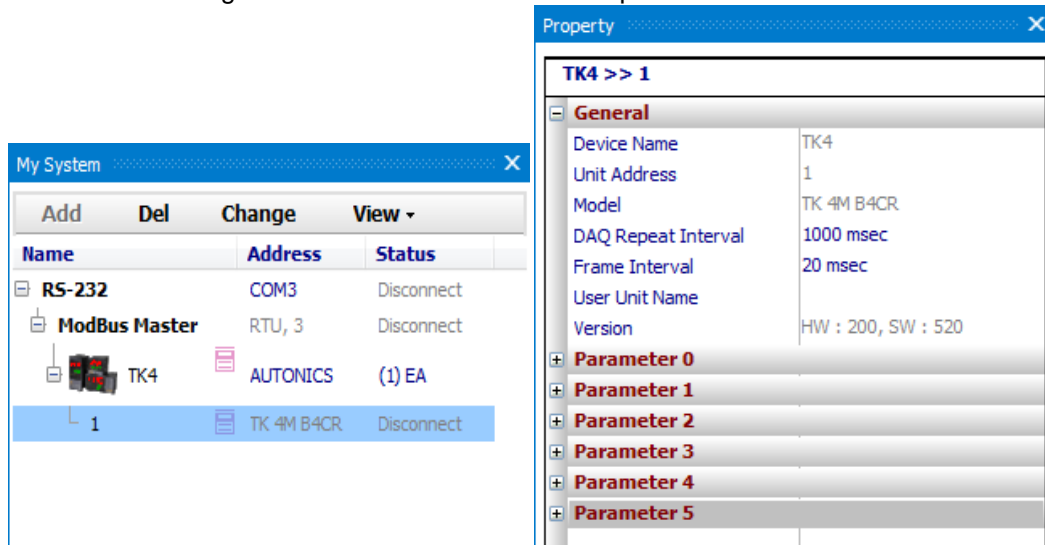 My System
Add Del Change View
Name Address Status
RS-232 COM3 Disconnect
ModBus Master RTU, 3 Disconnect
TK4 AUTONICS (1) EA
1 TK 4M B4CR Disconnect
Property
TK4 >> 1
General
Device Name TK4
Unit Address 1
Model TK 4M B4CR
DAQ Repeat Interval 1000 msec
Frame Interval 20 msec
User Unit Name
Version HW : 200, SW : 520
Parameter 0
Parameter 1
Parameter 2
Parameter 3
Parameter 4
Parameter 5